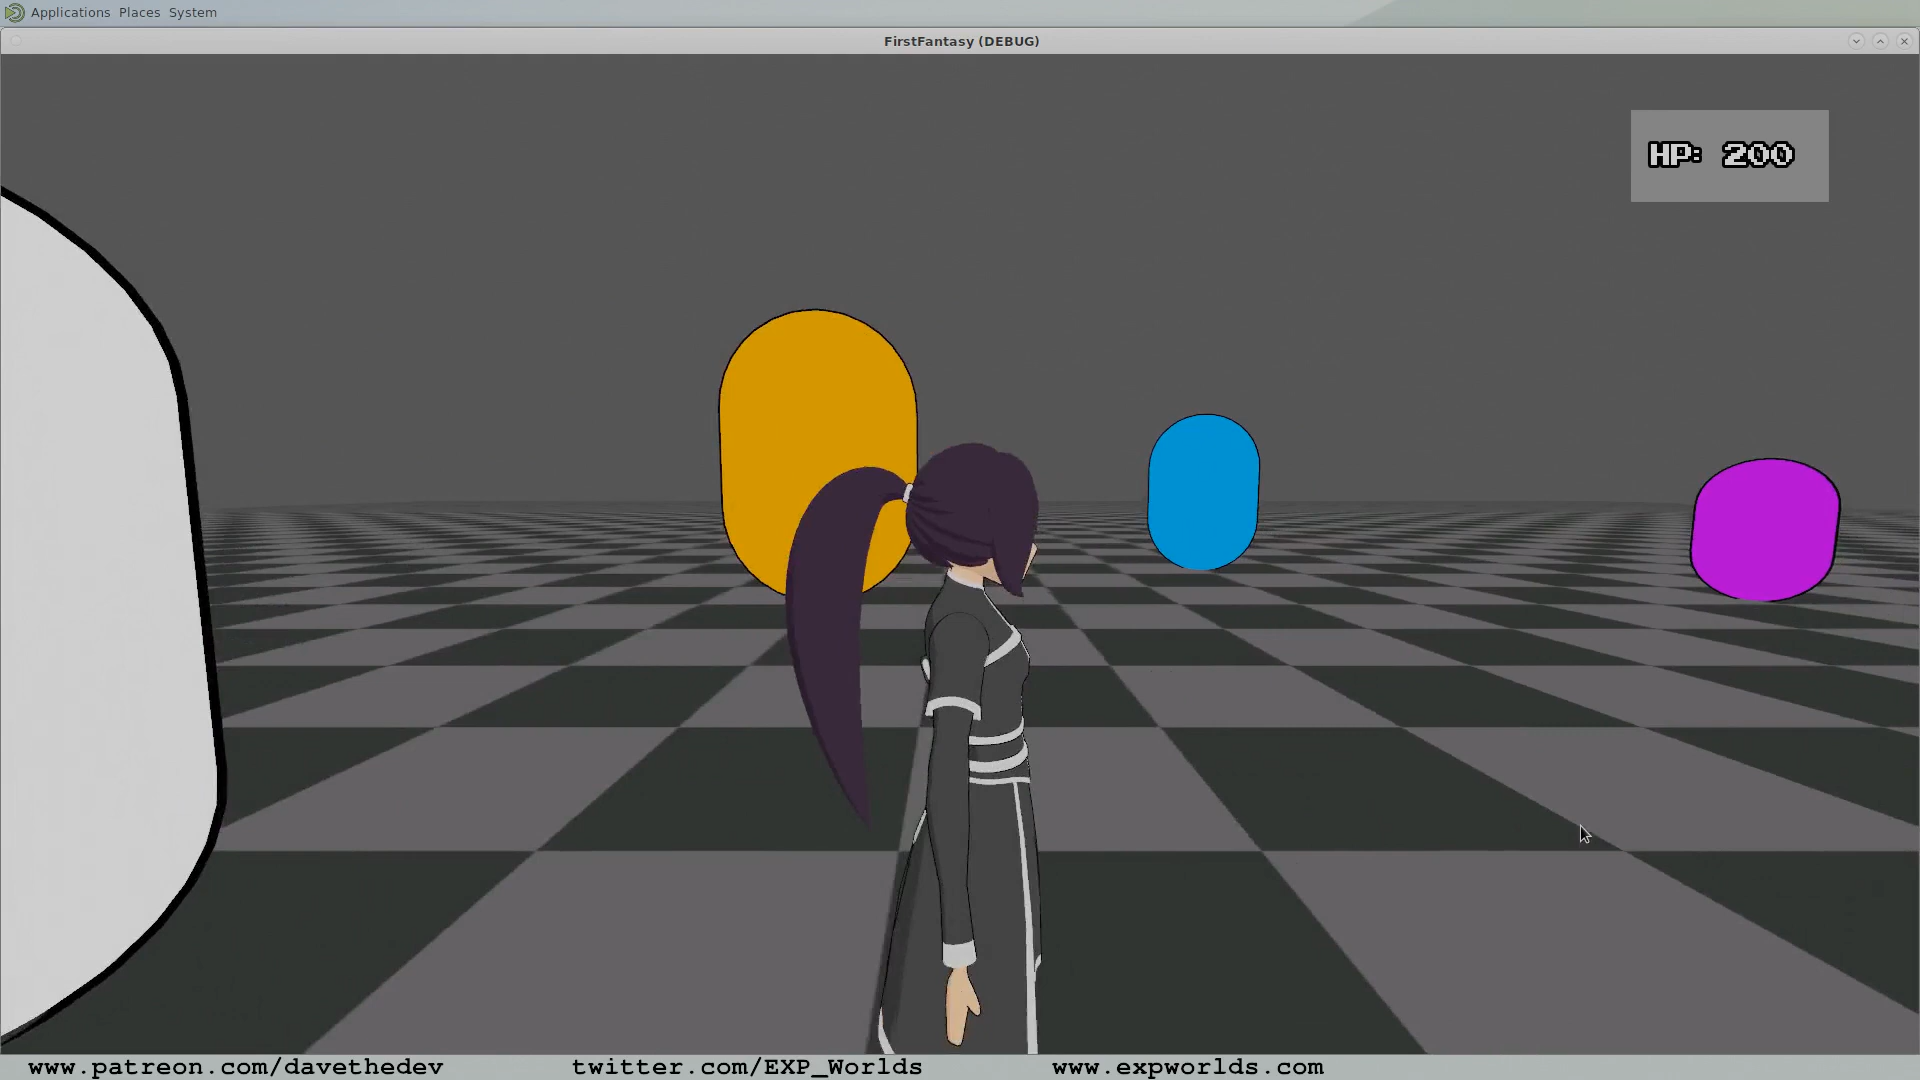 Applications Places System
FirstFantasy (DEBUG)
HP: 200
www.patreon.com/davethedev twitter.com/EXP_Worlds www.expworlds.com